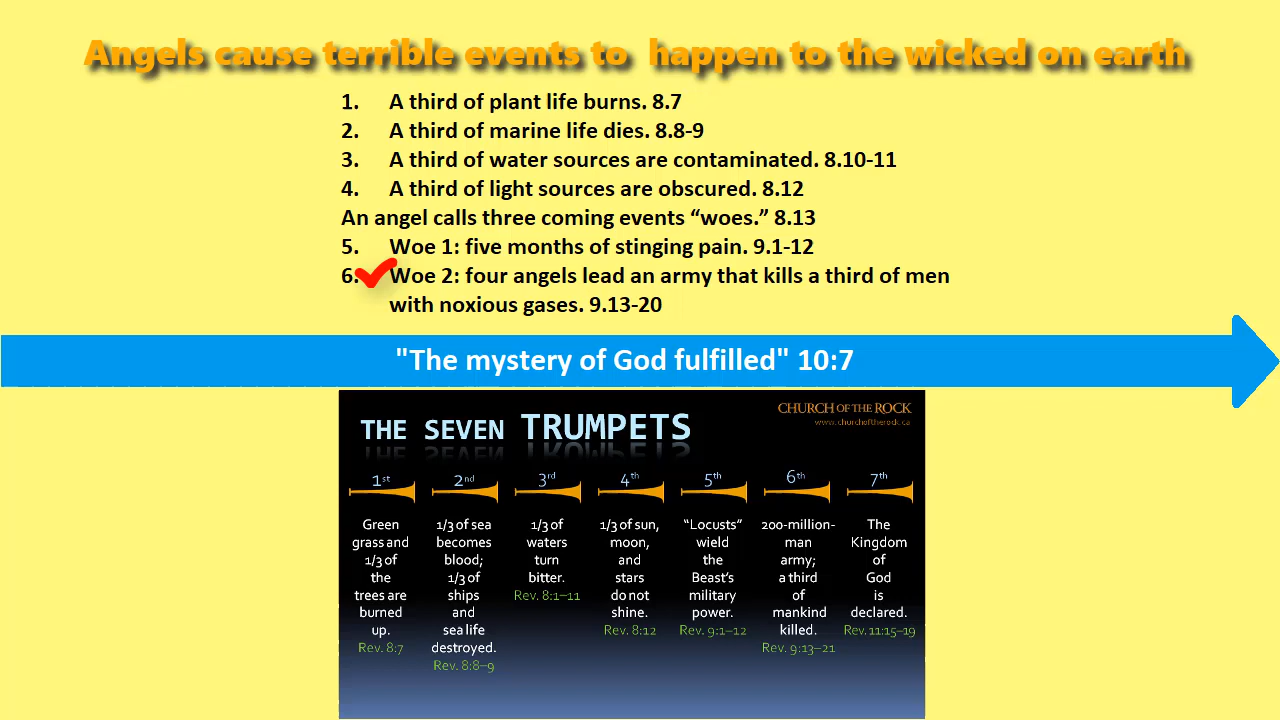 Angels cause terrible events to happen to the wicked on earth
1. A third of plant life burns. 8.7
2. A third of marine life dies. 8.8-9
3. A third of water sources are contaminated. 8.10-11
4. A third of light sources are obscured. 8.12
An angel calls three coming events “woes.” 8.13
5. Woe 1: five months of stinging pain. 9.1-12
6. Woe 2: four angels lead an army that kills a third of men
with noxious gases. 9.13-20
"The mystery of God fulfilled" 10:7
CHURCH OF THE ROCK
www.churchoftherock.ca
THE SEVEN TRUMPETS
1st
Green
grass and
1/3 of
the
trees are
burned
up.
Rev. 8:7
2nd
1/3 of sea
becomes
blood;
1/3 of
ships
and
sea life
destroyed.
Rev. 8:8–9
3rd
1/3 of
waters
turn
bitter.
Rev. 8:1–11
4th
1/3 of sun,
moon,
and
stars
do not
shine.
Rev. 8:12
5th
“Locusts”
wield
the
Beast’s
military
power.
Rev. 9:1–12
6th
200-million-
man
army;
a third
of
mankind
killed.
Rev. 9:13–21
7th
The
Kingdom
of
God
is
declared.
Rev. 11:15–19